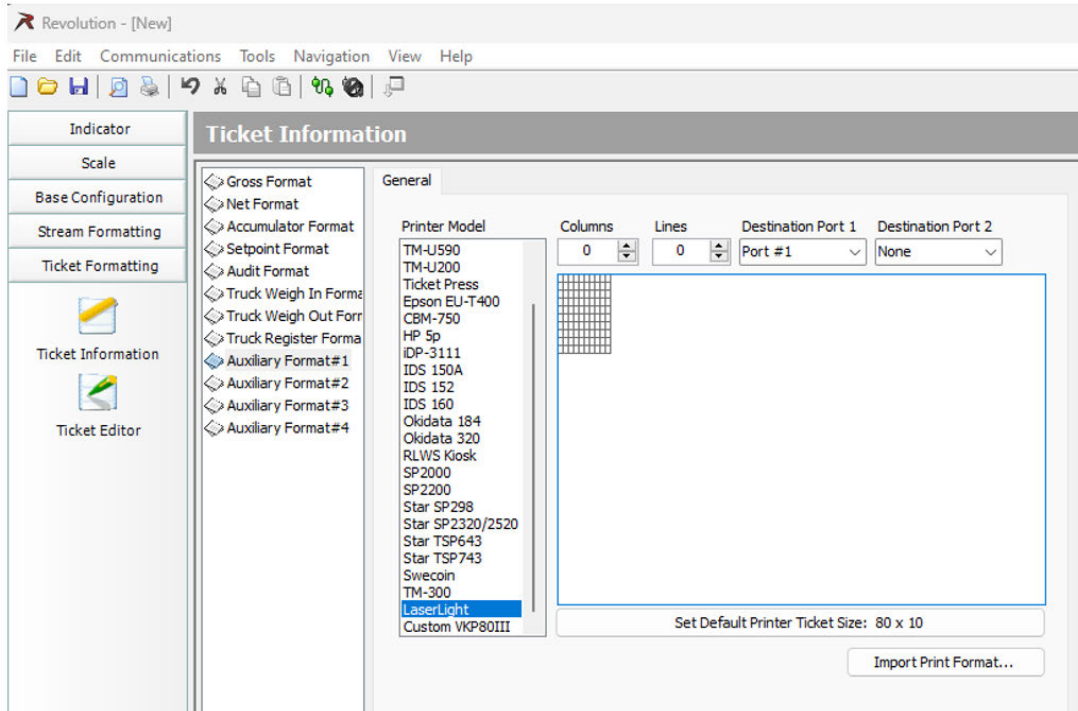 Revolution - [New]
File Edit Communications Tools Navigation View Help
Indicator
Scale
Base Configuration
Stream Formatting
Ticket Formatting
Ticket Information
Ticket Editor
Ticket Information
Gross Format
Net Format
Accumulator Format
Setpoint Format
Audit Format
Truck Weigh In Forma
Truck Weigh Out Forr
Truck Register Forma
Auxiliary Format#1
Auxiliary Format#2
Auxiliary Format#3
Auxiliary Format#4
General
Printer Model
TM-U590
TM-U200
Ticket Press
Epson EU-T400
CBM-750
HP 5p
iDP-3111
IDS 150A
IDS 152
IDS 160
Okidata 184
Okidata 320
RLWS Kiosk
SP2000
SP2200
Star SP298
Star SP2320/2520
Star TSP643
Star TSP743
Swecoin
TM-300
LaserLight
Custom VKP80III
Columns Lines Destination Port 1 Destination Port 2
0 0 Port #1 None
Set Default Printer Ticket Size: 80 x 10
Import Print Format...